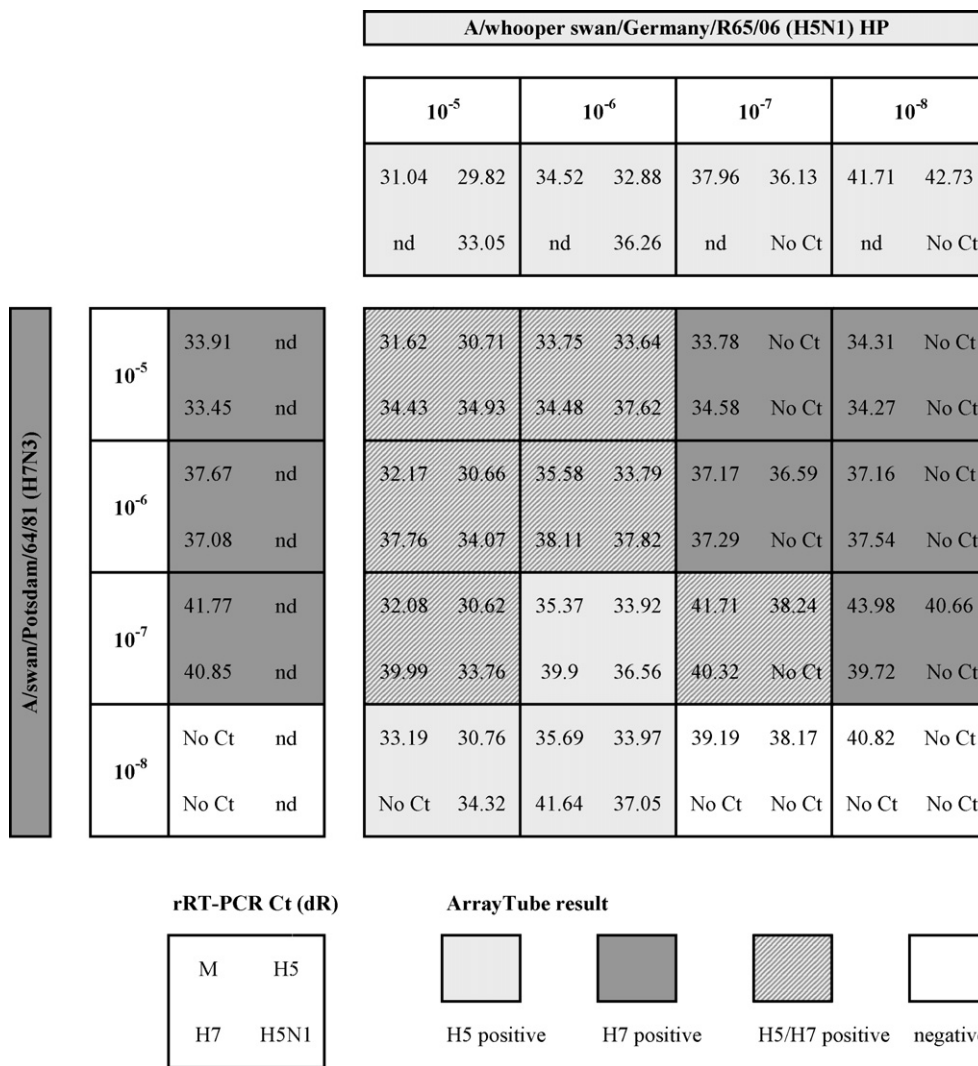 A/whooper swan/Germany/R65/06 (H5N1) HP
10-5 10-6 10-7 10-8
31.04 29.82 34.52 32.88 37.96 36.13 41.71 42.73
nd 33.05 nd 36.26 nd No Ct nd No Ct
A/swan/Potsdam/64/81 (H7N3)
33.91 nd 31.62 30.71 33.75 33.64 33.78 No Ct 34.31 No Ct
10-5
33.45 nd 34.43 34.93 34.48 37.62 34.58 No Ct 34.27 No Ct
37.67 nd 32.17 30.66 35.58 33.79 37.17 36.59 37.16 No Ct
10-6
37.08 nd 37.76 34.07 38.11 37.82 37.29 No Ct 37.54 No Ct
41.77 nd 32.08 30.62 35.37 33.92 41.71 38.24 43.98 40.66
10-7
40.85 nd 39.99 33.76 39.9 36.56 40.32 No Ct 39.72 No Ct
No Ct nd 33.19 30.76 35.69 33.97 39.19 38.17 40.82 No Ct
10-8
No Ct nd No Ct 34.32 41.64 37.05 No Ct No Ct No Ct No Ct
rRT-PCR Ct (dR) ArrayTube result
M H5
H7 H5N1
H5 positive H7 positive H5/H7 positive negative